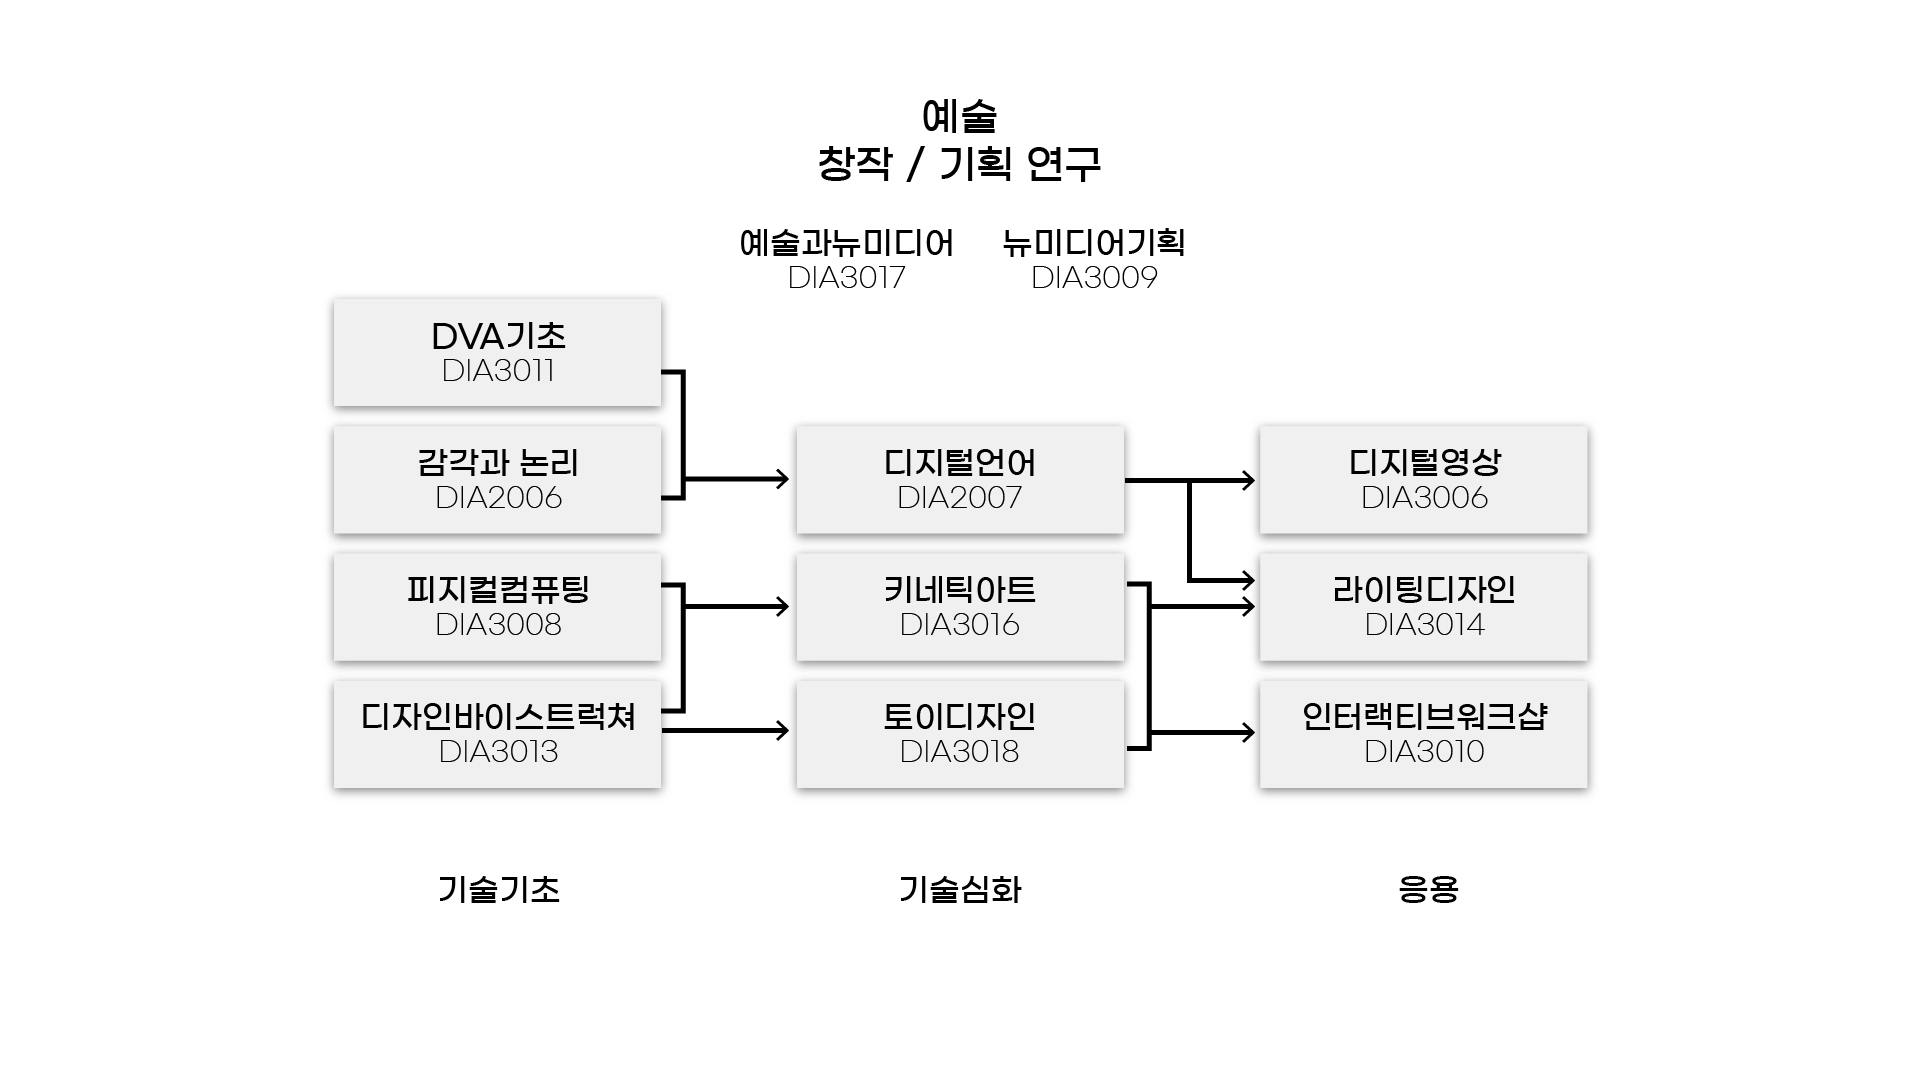 예술
창작 / 기획 연구
예술과뉴미디어
DIA3017
뉴미디어기획
DIA3009
DVA기초
DIA3011
감각과 논리
DIA2006
피지컬컴퓨팅
DIA3008
디자인바이스트럭쳐
DIA3013
디지털언어
DIA2007
키네틱아트
DIA3016
토이디자인
DIA3018
디지털영상
DIA3006
라이팅디자인
DIA3014
인터랙티브워크샵
DIA3010
기술기초
기술심화
응용